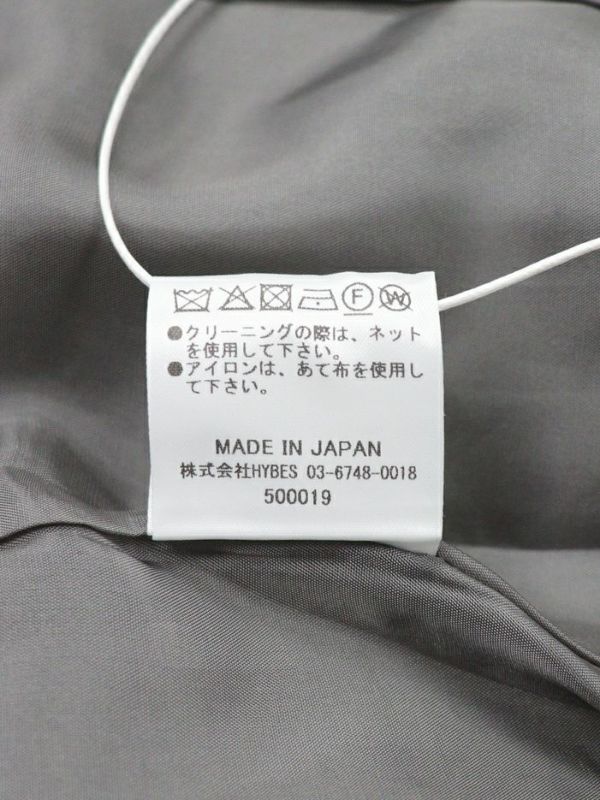 ●クリーニングの際は、ネット
を使用して下さい。
●アイロンは、あて布を使用し
て下さい。
MADE IN JAPAN
株式会社HYBES 03-6748-0018
500019